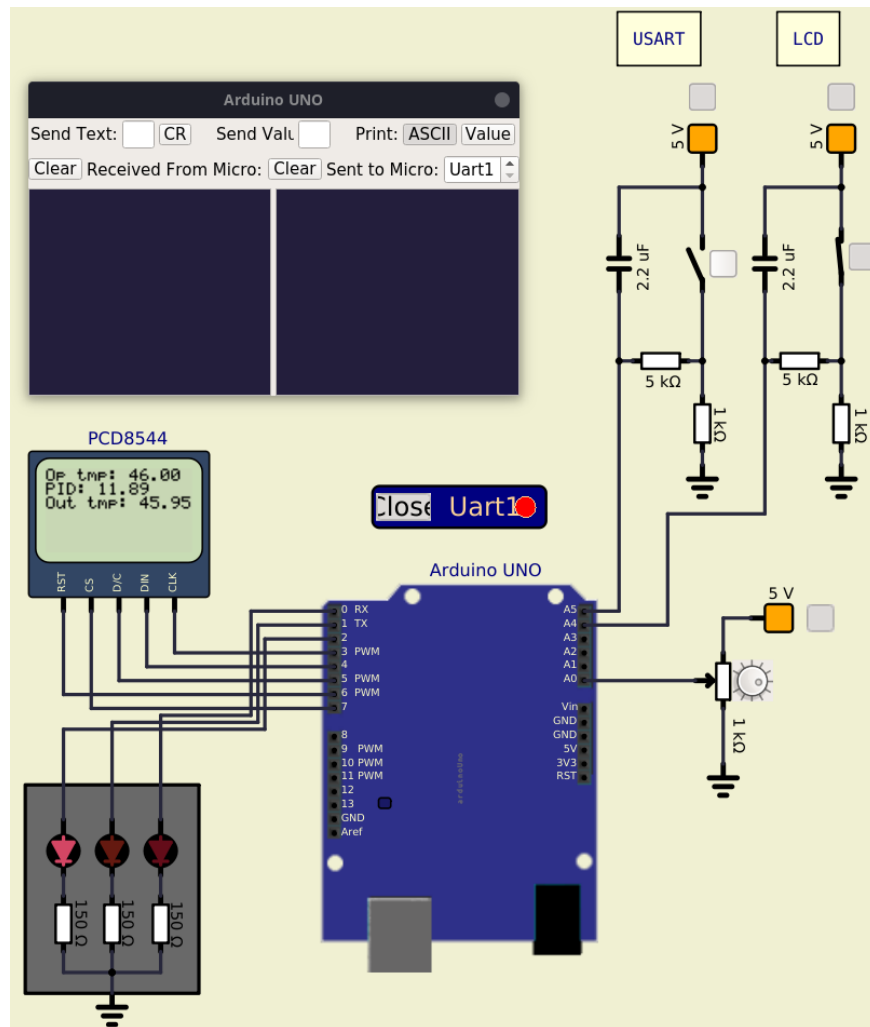 USART
LCD
Arduino UNO
Send Text:
CR
Send Valu
Print:
ASCII
Value
Clear
Received From Micro:
Clear
Sent to Micro:
Uart1
5 V
5 V
2.2 uF
2.2 uF
5 kΩ
5 kΩ
1 kΩ
1 kΩ
PCD8544
Op tmp: 46.00
PID: 11.89
Out tmp: 45.95
RST
CS
D/C
DIN
CLK
Close
Uart1
Arduino UNO
0 RX
1 TX
2
3 PWM
4
5 PWM
6 PWM
7
8
9 PWM
10 PWM
11 PWM
12
13
GND
Aref
A5
A4
A3
A2
A1
A0
Vin
GND
GND
5V
3V3
RST
arduinoUno
5 V
1 kΩ
150 Ω
150 Ω
150 Ω